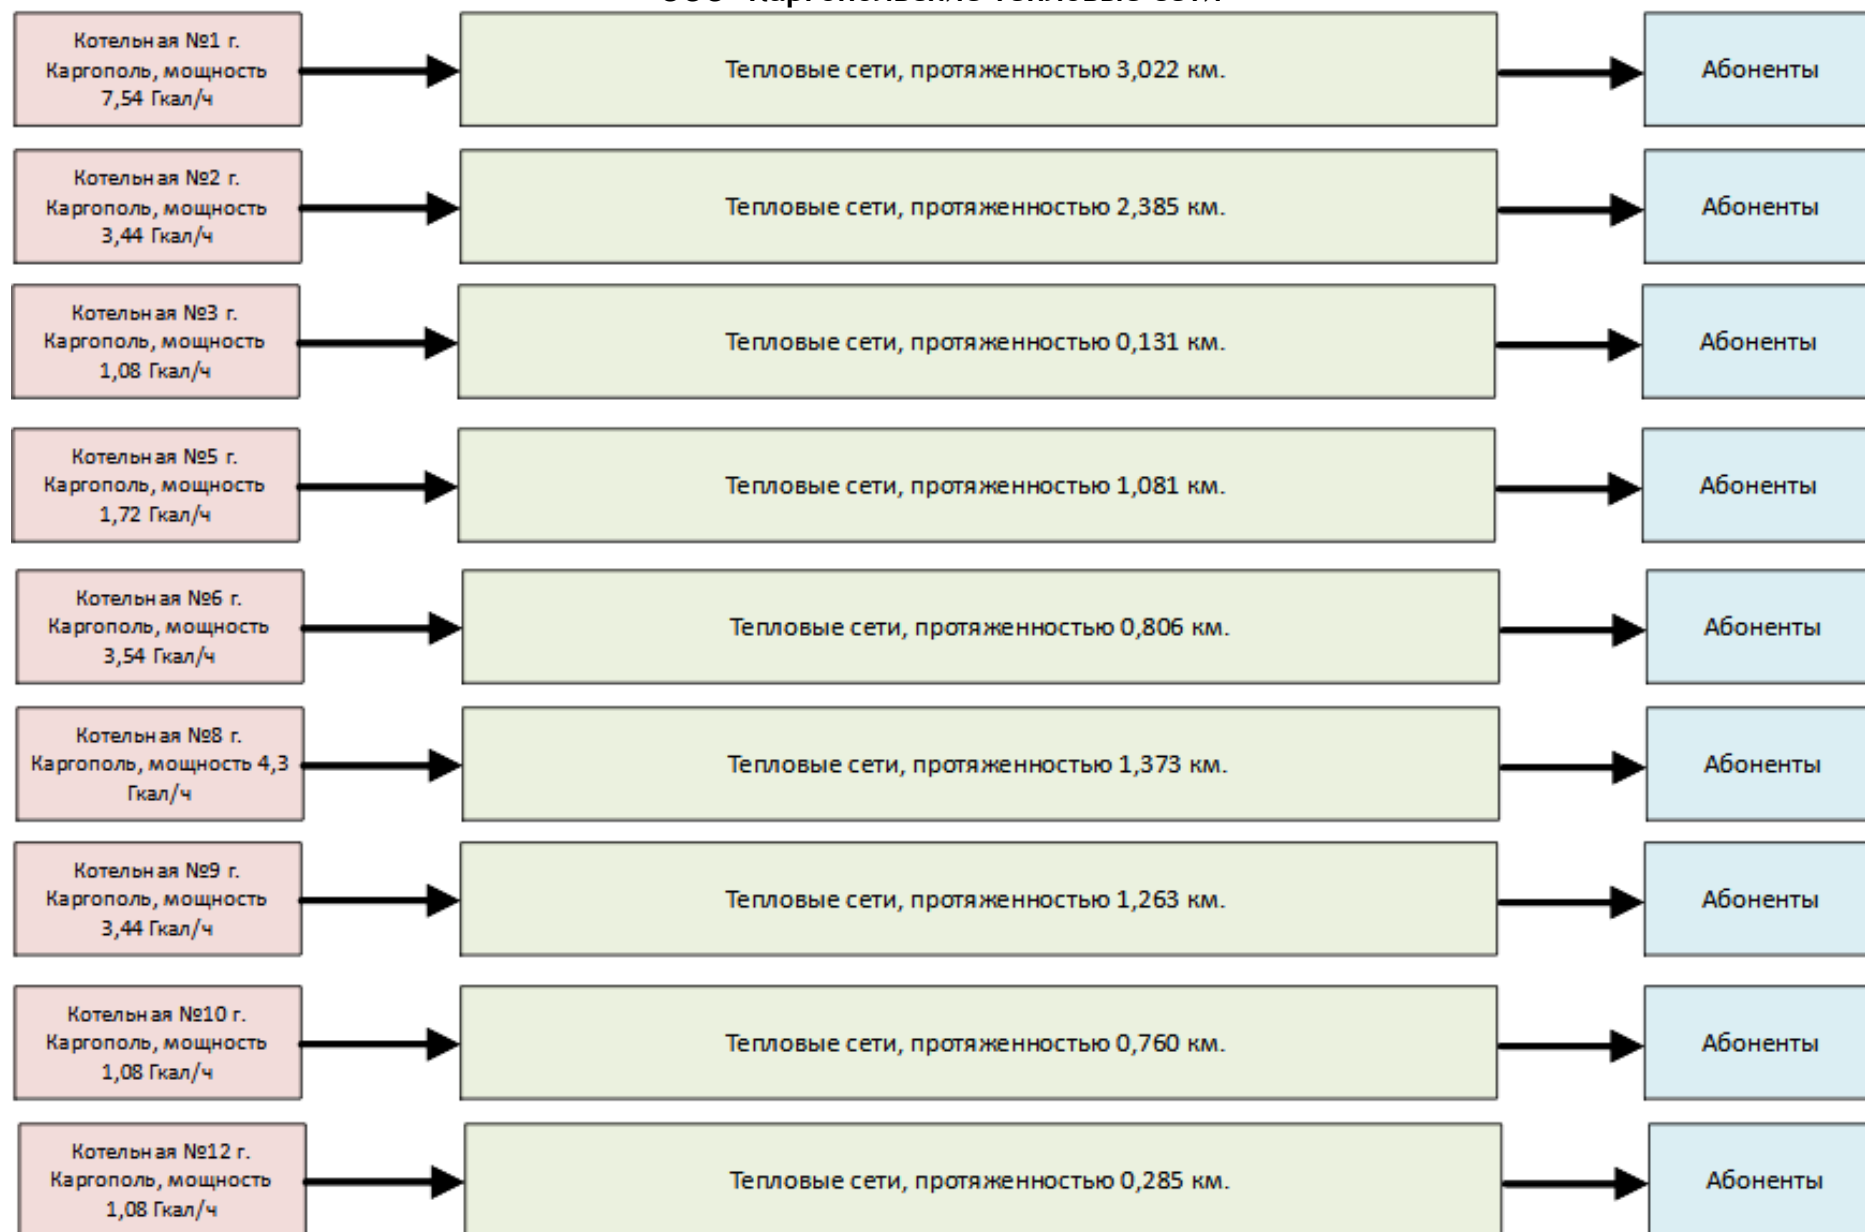 Котельная №1 г.
Каргополь, мощность
7,54 Гкал/ч
Тепловые сети, протяженностью 3,022 км.
Абоненты
Котельная №2 г.
Каргополь, мощность
3,44 Гкал/ч
Тепловые сети, протяженностью 2,385 км.
Абоненты
Котельная №3 г.
Каргополь, мощность
1,08 Гкал/ч
Тепловые сети, протяженностью 0,131 км.
Абоненты
Котельная №5 г.
Каргополь, мощность
1,72 Гкал/ч
Тепловые сети, протяженностью 1,081 км.
Абоненты
Котельная №6 г.
Каргополь, мощность
3,54 Гкал/ч
Тепловые сети, протяженностью 0,806 км.
Абоненты
Котельная №8 г.
Каргополь, мощность 4,3
Гкал/ч
Тепловые сети, протяженностью 1,373 км.
Абоненты
Котельная №9 г.
Каргополь, мощность
3,44 Гкал/ч
Тепловые сети, протяженностью 1,263 км.
Абоненты
Котельная №10 г.
Каргополь, мощность
1,08 Гкал/ч
Тепловые сети, протяженностью 0,760 км.
Абоненты
Котельная №12 г.
Каргополь, мощность
1,08 Гкал/ч
Тепловые сети, протяженностью 0,285 км.
Абоненты